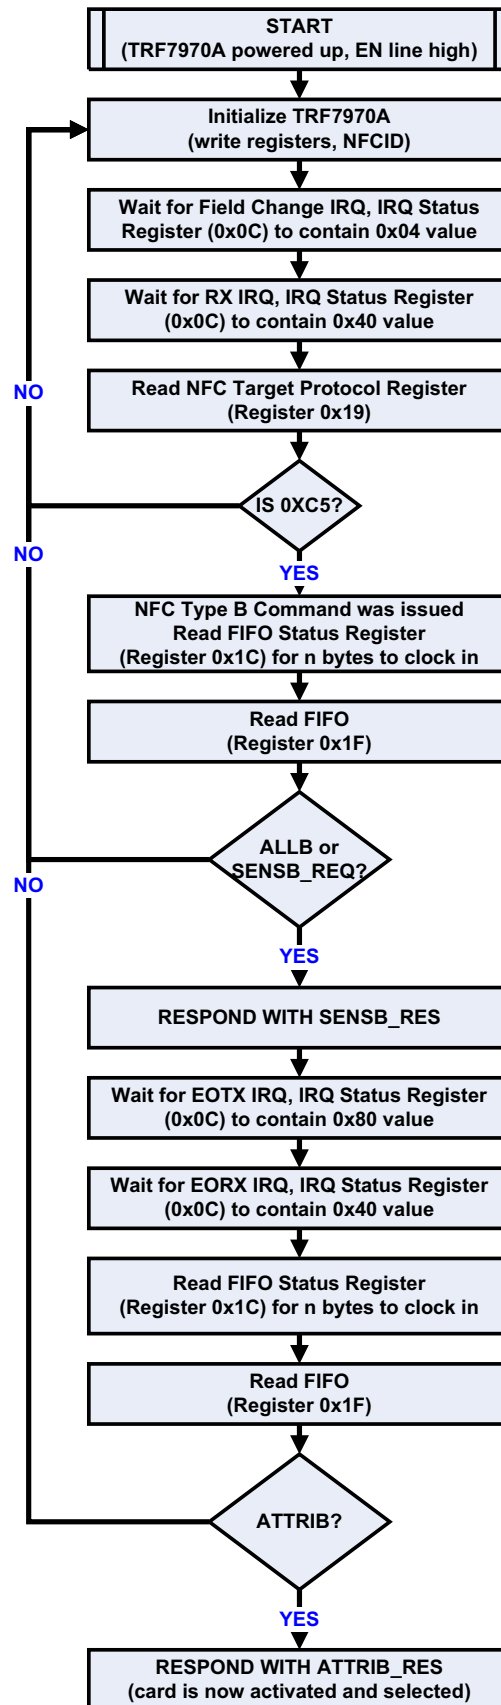 START
(TRF7970A powered up, EN line high)
Initialize TRF7970A
(write registers, NFCID)
Wait for Field Change IRQ, IRQ Status
Register (0x0C) to contain 0x04 value
Wait for RX IRQ, IRQ Status Register
(0x0C) to contain 0x40 value
NO
Read NFC Target Protocol Register
(Register 0x19)
IS 0XC5?
NO
YES
NFC Type B Command was issued
Read FIFO Status Register
(Register 0x1C) for n bytes to clock in
Read FIFO
(Register 0x1F)
ALLB or
SENSB_REQ?
NO
YES
RESPOND WITH SENSB_RES
Wait for EOTX IRQ, IRQ Status Register
(0x0C) to contain 0x80 value
Wait for EORX IRQ, IRQ Status Register
(0x0C) to contain 0x40 value
Read FIFO Status Register
(Register 0x1C) for n bytes to clock in
Read FIFO
(Register 0x1F)
ATTRIB?
YES
RESPOND WITH ATTRIB_RES
(card is now activated and selected)